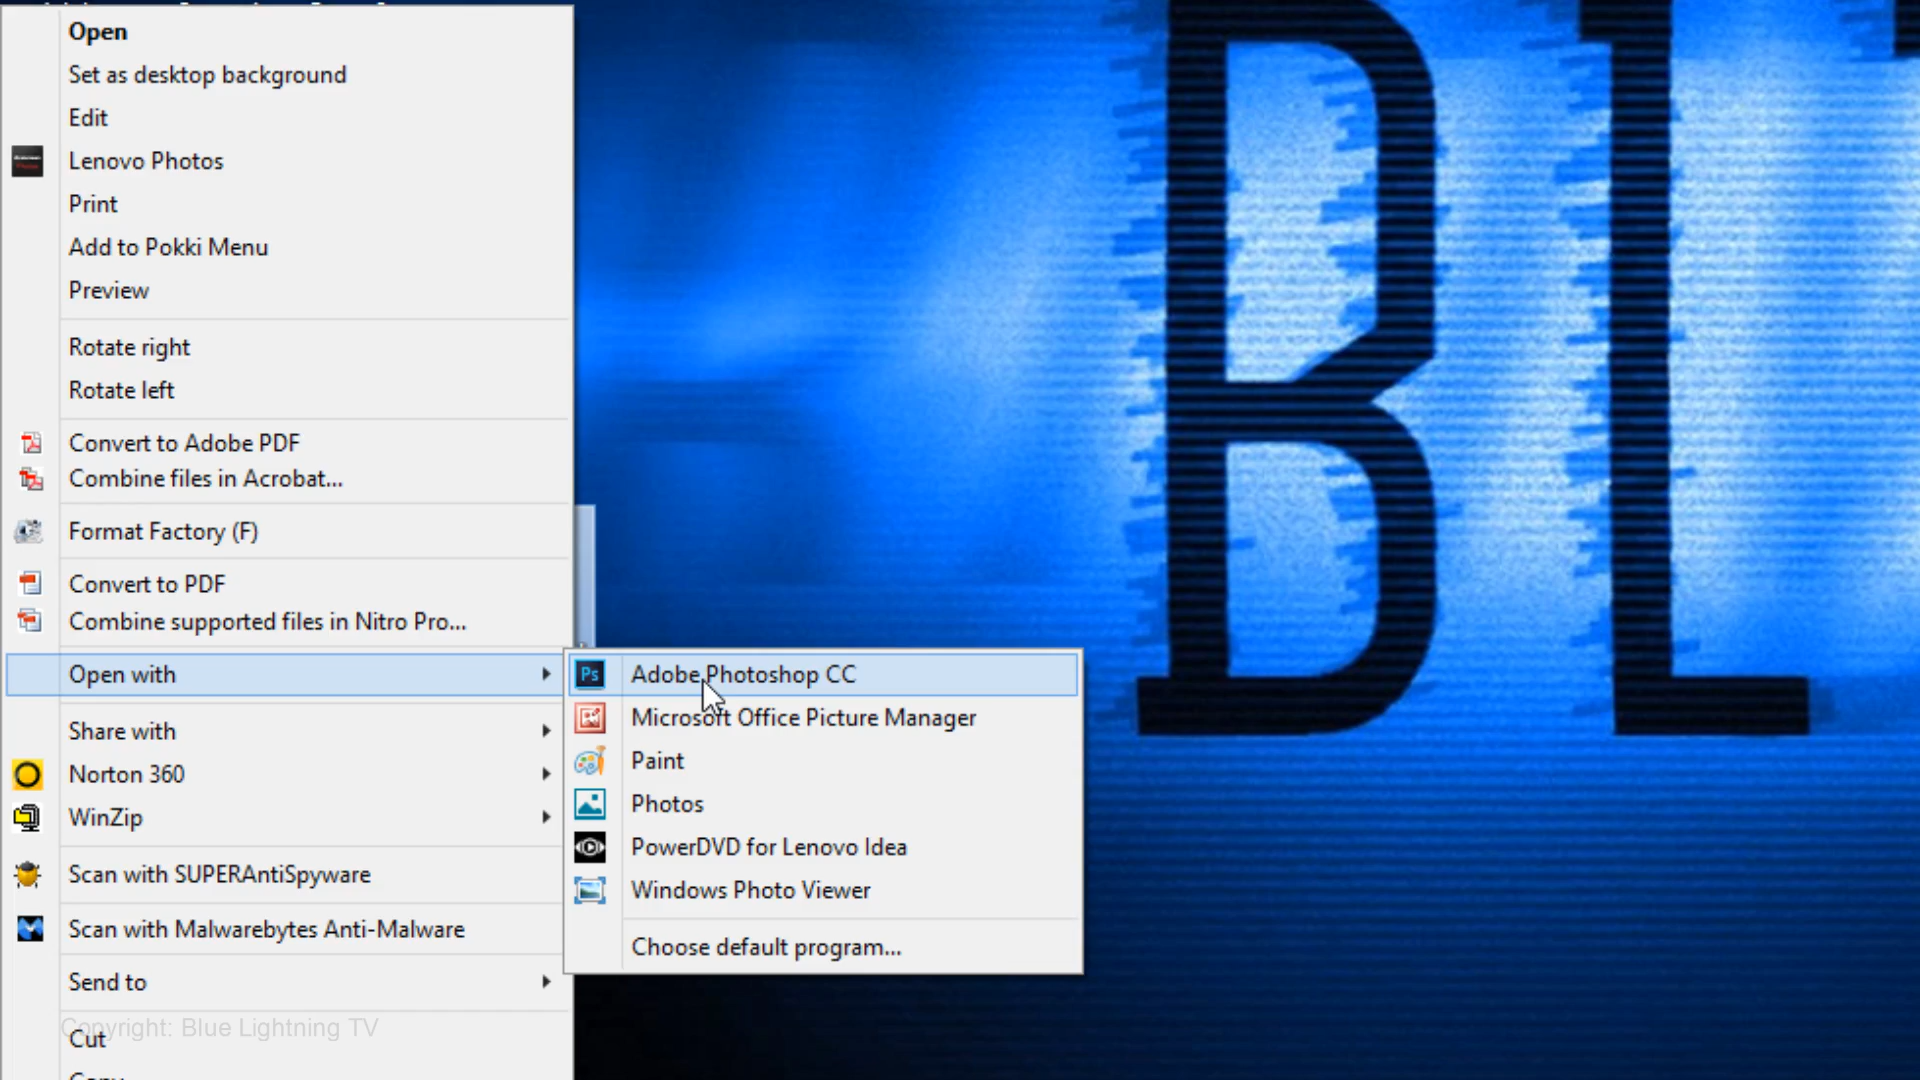 Open
Set as desktop background
Edit
Lenovo Photos
Print
Add to Pokki Menu
Preview
Rotate right
Rotate left
Convert to Adobe PDF
Combine files in Acrobat...
Format Factory (F)
Convert to PDF
Combine supported files in Nitro Pro...
Open with
Share with
Norton 360
WinZip
Scan with SUPERAntiSpyware
Scan with Malwarebytes Anti-Malware
Send to
Copyright: Blue Lightning TV
Cut
Copy
Ps Adobe Photoshop CC
Microsoft Office Picture Manager
Paint
Photos
PowerDVD for Lenovo Idea
Windows Photo Viewer
Choose default program...
BL